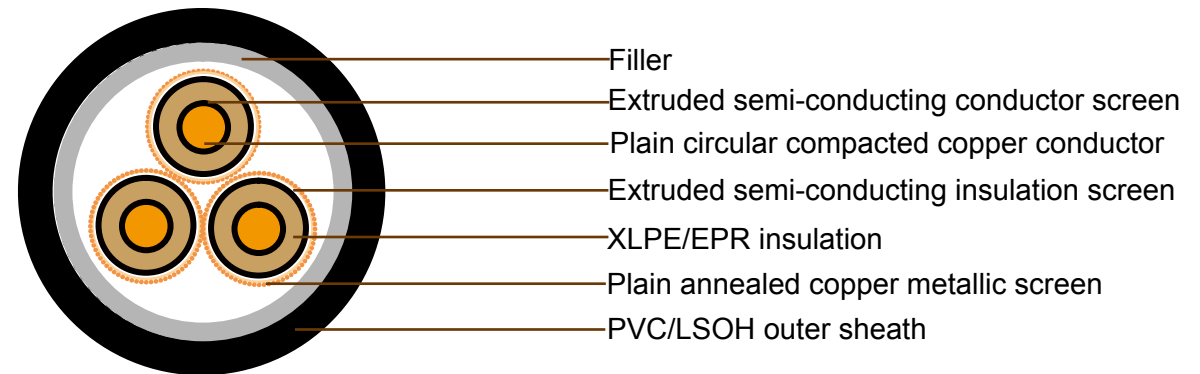 Filler
Extruded semi-conducting conductor screen
Plain circular compacted copper conductor
Extruded semi-conducting insulation screen
XLPE/EPR insulation
Plain annealed copper metallic screen
PVC/LSOH outer sheath